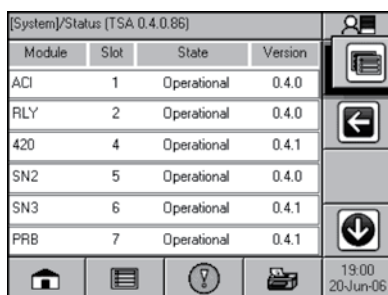 [System]/Status (TSA 0.4.0.86)
Module Slot State Version
ACI 1 Operational 0.4.0
RLY 2 Operational 0.4.0
420 4 Operational 0.4.1
SN2 5 Operational 0.4.0
SN3 6 Operational 0.4.1
PRB 7 Operational 0.4.1
19:00
20-Jun-06